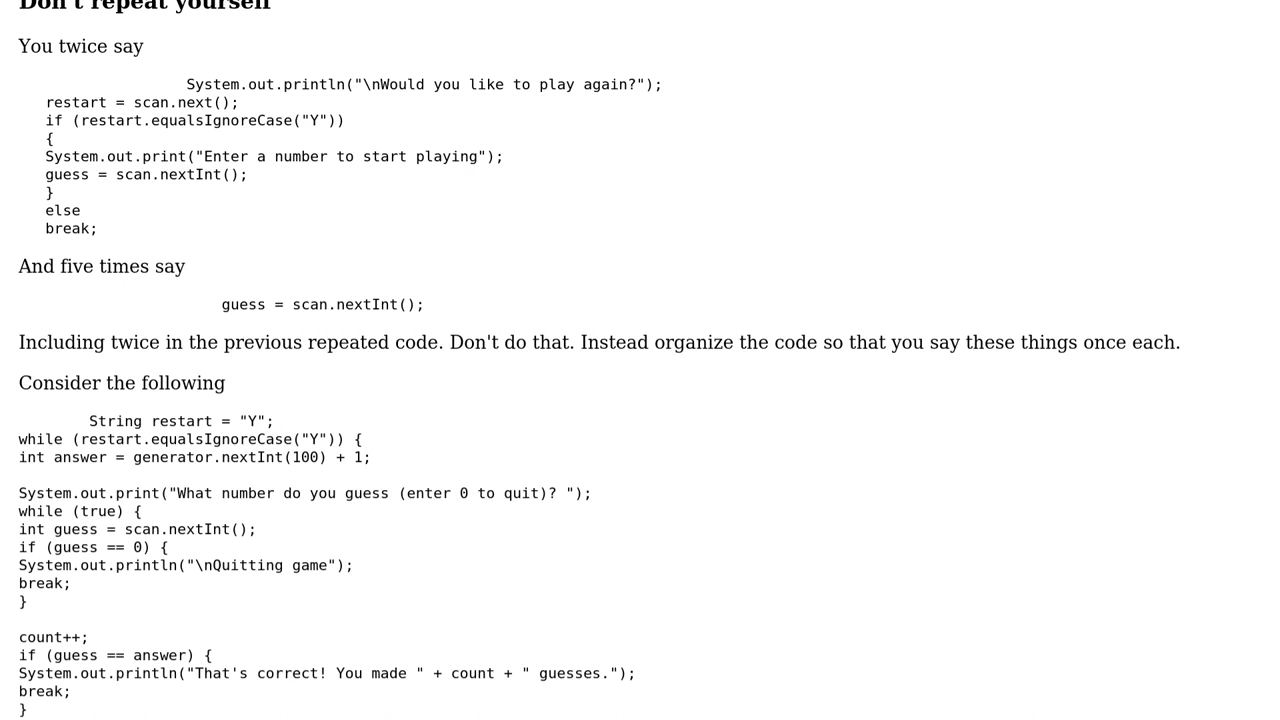 Don't repeat yourself
You twice say
System.out.println("\nWould you like to play again?");
restart = scan.next();
if (restart.equalsIgnoreCase("Y"))
{
System.out.print("Enter a number to start playing");
guess = scan.nextInt();
}
else
break;
And five times say
guess = scan.nextInt();
Including twice in the previous repeated code. Don't do that. Instead organize the code so that you say these things once each.
Consider the following
String restart = "Y";
while (restart.equalsIgnoreCase("Y")) {
int answer = generator.nextInt(100) + 1;
System.out.print("What number do you guess (enter 0 to quit)? ");
while (true) {
int guess = scan.nextInt();
if (guess == 0) {
System.out.println("\nQuitting game");
break;
}
count++;
if (guess == answer) {
System.out.println("That's correct! You made " + count + " guesses.");
break;
}